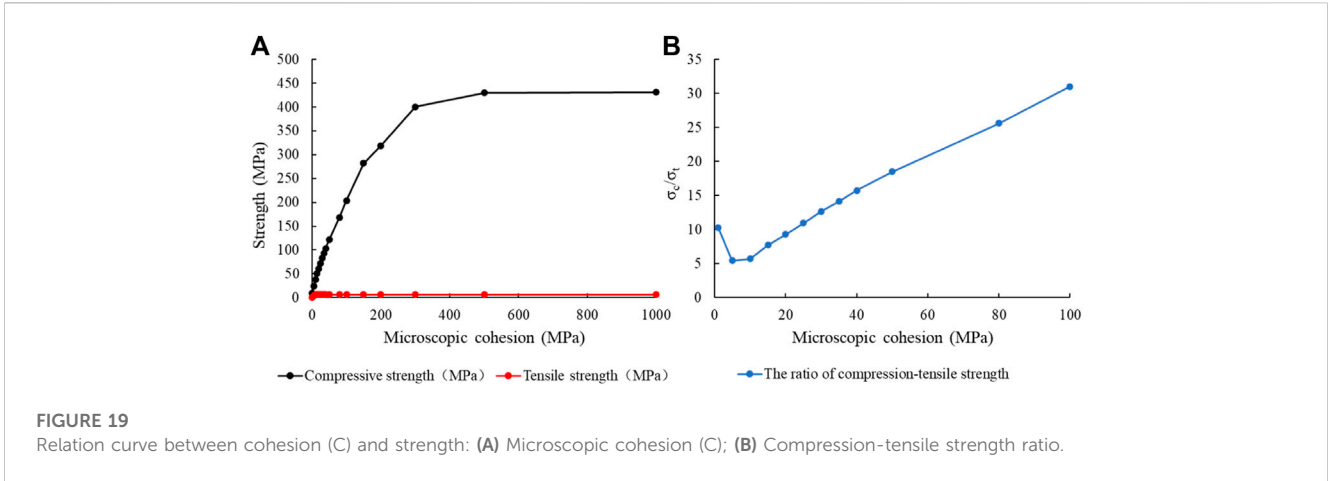 A
500
450
400
350
300
250
200
150
100
50
0
Strength (MPa)
0 200 400 600 800 1000
Microscopic cohesion (MPa)
Compressive strength（MPa） Tensile strength（MPa）
B
35
30
25
20
15
10
5
0
σc/σt
0 20 40 60 80 100
Microscopic cohesion (MPa)
The ratio of compression-tensile strength
FIGURE 19
Relation curve between cohesion (C) and strength: (A) Microscopic cohesion (C); (B) Compression-tensile strength ratio.